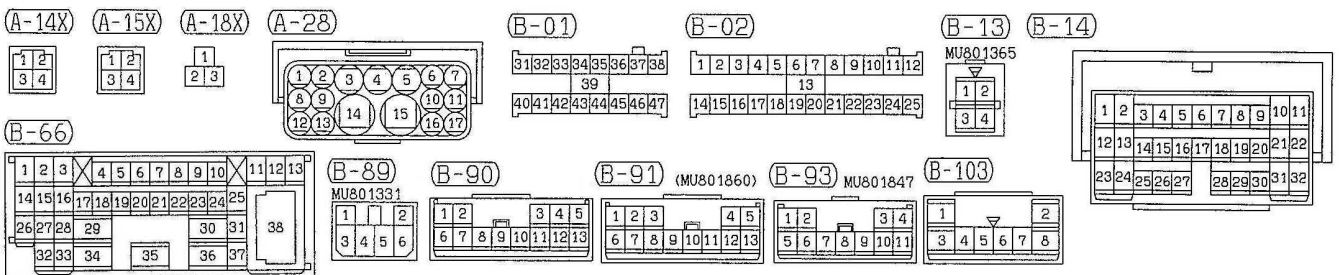 A-14X
1 2
3 4
A-15X
1 2
3 4
A-18X
1
2 3
A-28
1 2 3 4 5 6 7
8 9 10 11
14 15
12 13 16 17
B-01
31 32 33 34 35 36 37 38
39
40 41 42 43 44 45 46 47
B-02
1 2 3 4 5 6 7 8 9 10 11 12
13
14 15 16 17 18 19 20 21 22 23 24 25
B-13
MU801365
1 2
3 4
B-14
1 2 3 4 5 6 7 8 9 10 11
12 13 14 15 16 17 18 19 20 21 22
23 24 25 26 27 28 29 30 31 32
B-66
1 2 3 4 5 6 7 8 9 10 11 12 13
14 15 16 17 18 19 20 21 22 23 24 25
26 27 28 29 30 31 38
32 33 34 35 36 37
B-89
MU801331
1 2
3 4 5 6
B-90
1 2 3 4 5
6 7 8 9 10 11 12 13
B-91 (MU801860)
1 2 3 4 5
6 7 8 9 10 11 12 13
B-93 MU801847
1 2 3 4
5 6 7 8 9 10 11
B-103
1 2
3 4 5 6 7 8